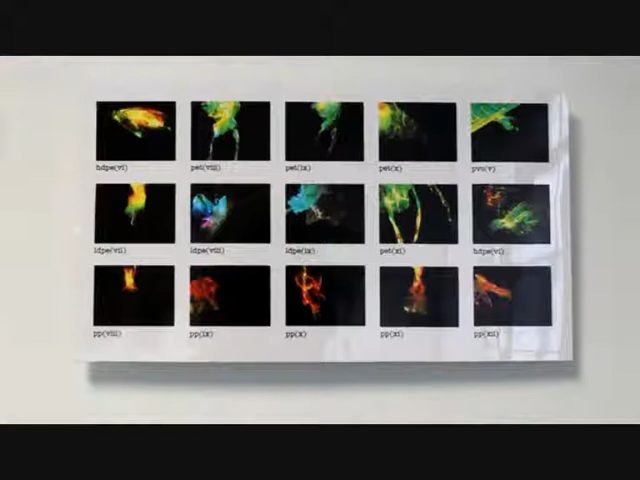 hdpe(vi) pet(viii) pet(ix) pet(x) pvc(v)
ldpe(vii) ldpe(viii) ldpe(ix) pet(xi) hdpe(vi)
pp(viii) pp(ix) pp(x) pp(xi) pp(xii)